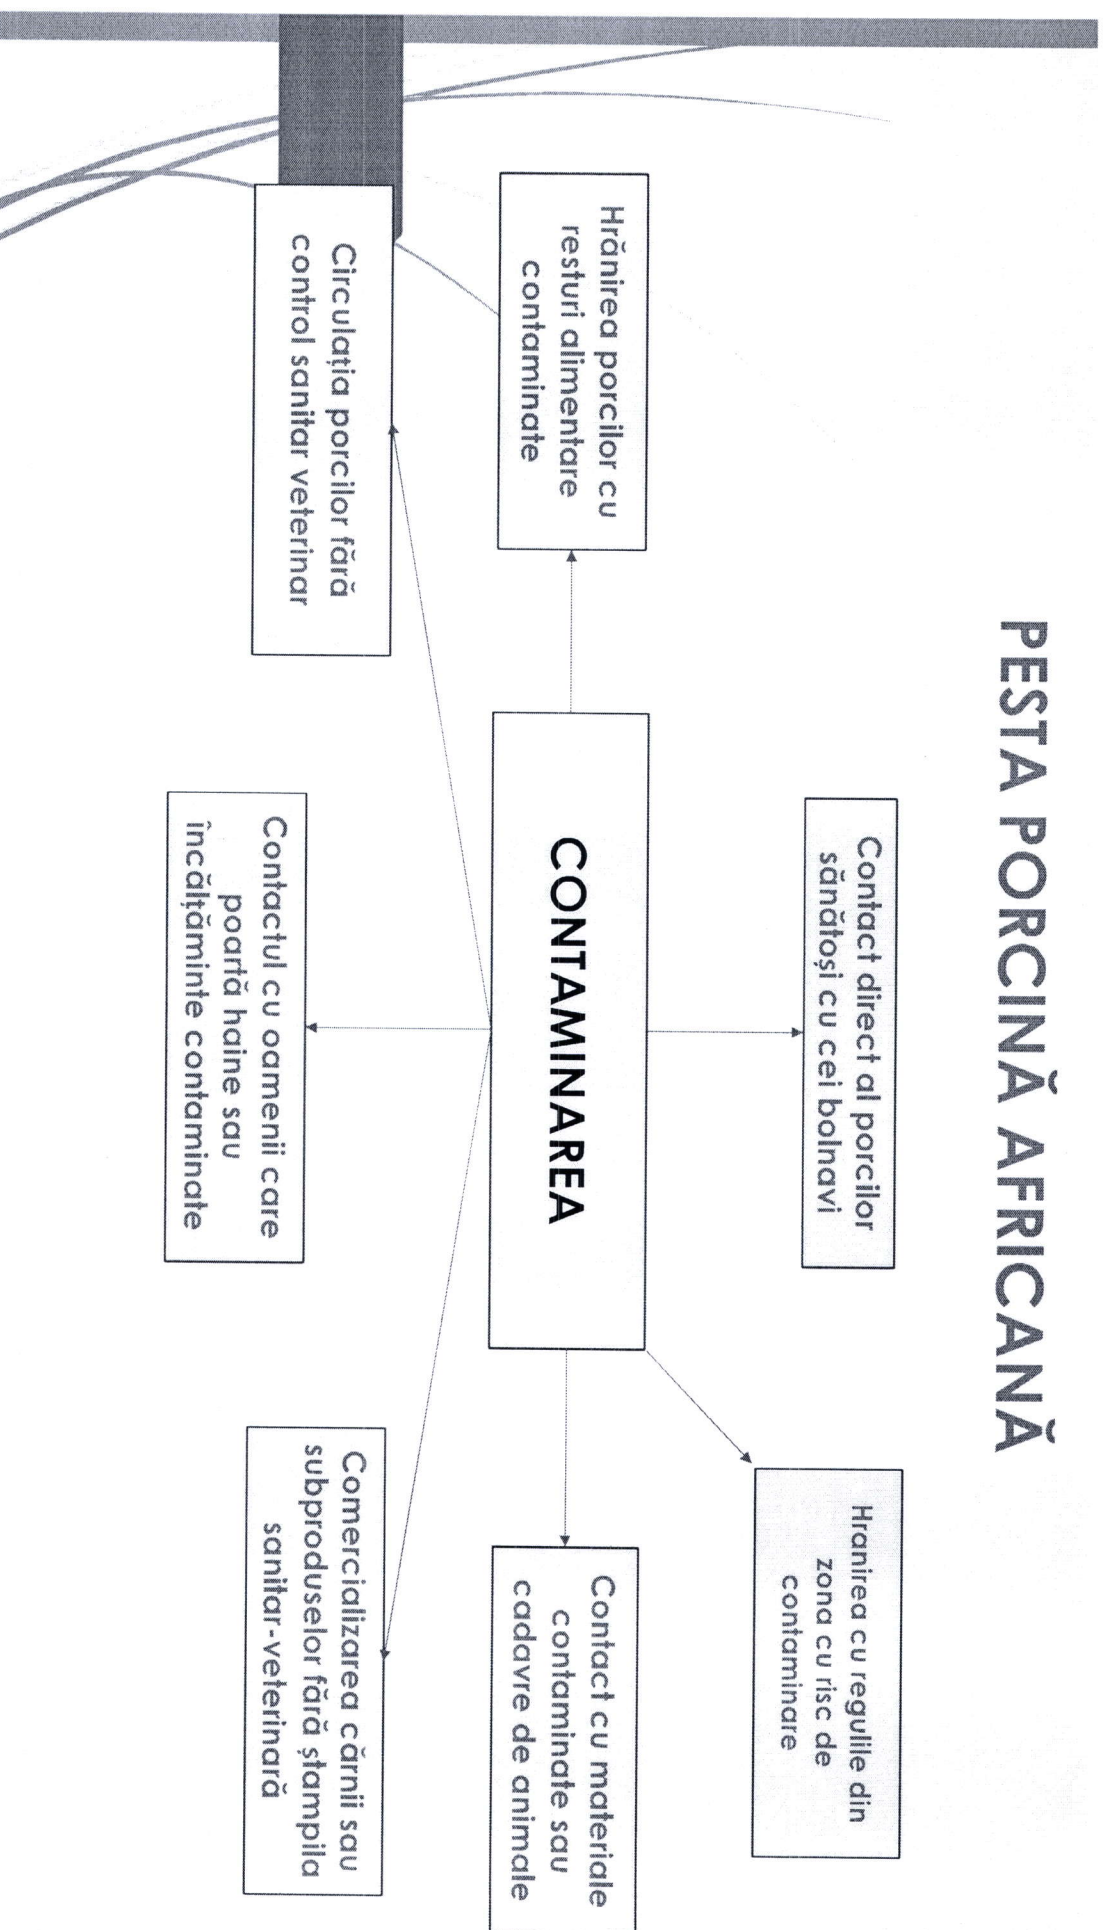 PESTA PORCINĂ AFRICANĂ
Contact direct al porcilor
sănătoși cu cei bolnavi
Hranirea cu regulile din
zona cu risc de
contaminare
Hrănirea porcilor cu
resturi alimentare
contaminate
CONTAMINAREA
Contact cu materiale
contaminate sau
cadavre de animale
Circulația porcilor fără
control sanitar veterinar
Contactul cu oamenii care
poartă haine sau
încălțăminte contaminate
Comercializarea cărnii sau
subproduselor fără ștampila
sanitar-veterinară